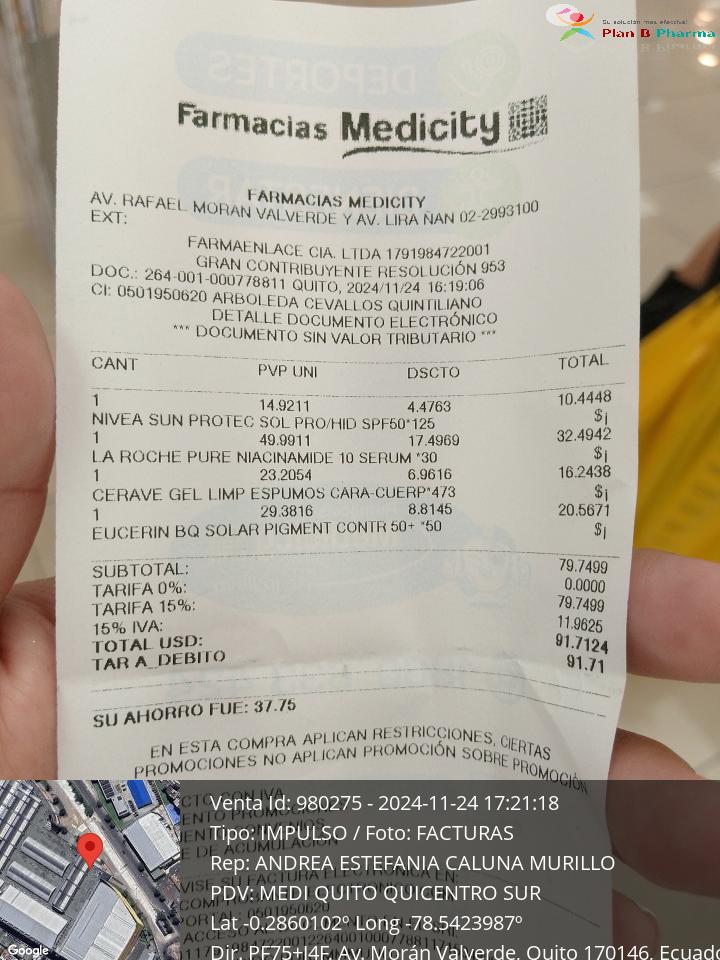 Su solución más efectiva!
Plan B Pharma
DEPORTES
Farmacias Medicity
FARMACIAS MEDICITY
AV. RAFAEL MORAN VALVERDE Y AV. LIRA ÑAN 02-2993100
EXT:
FARMAENLACE CIA. LTDA 1791984722001
GRAN CONTRIBUYENTE RESOLUCIÓN 953
DOC.: 264-001-000778811 QUITO, 2024/11/24 16:19:06
CI: 0501950620 ARBOLEDA CEVALLOS QUINTILIANO
DETALLE DOCUMENTO ELECTRÓNICO
*** DOCUMENTO SIN VALOR TRIBUTARIO ***
CANT PVP UNI DSCTO TOTAL
1 14.9211 4.4763 10.4448
NIVEA SUN PROTEC SOL PRO/HID SPF50*125 $¡
1 49.9911 17.4969 32.4942
LA ROCHE PURE NIACINAMIDE 10 SERUM *30 $¡
1 23.2054 6.9616 16.2438
CERAVE GEL LIMP ESPUMOS CARA-CUERP*473 $¡
1 29.3816 8.8145 20.5671
EUCERIN BQ SOLAR PIGMENT CONTR 50+ *50 $¡
SUBTOTAL: 79.7499
TARIFA 0%: 0.0000
TARIFA 15%: 79.7499
15% IVA: 11.9625
TOTAL USD: 91.7124
TAR A_DEBITO 91.71
SU AHORRO FUE: 37.75
EN ESTA COMPRA APLICAN RESTRICCIONES, CIERTAS
PROMOCIONES NO APLICAN PROMOCIÓN SOBRE PROMOCIÓN
Venta Id: 980275 - 2024-11-24 17:21:18
Tipo: IMPULSO / Foto: FACTURAS
Rep: ANDREA ESTEFANIA CALUNA MURILLO
PDV: MEDI QUITO QUICENTRO SUR
Lat -0.2860102º Long -78.5423987º
Dir. PF75+J4F, Av. Morán Valverde, Quito 170146, Ecuado
Google